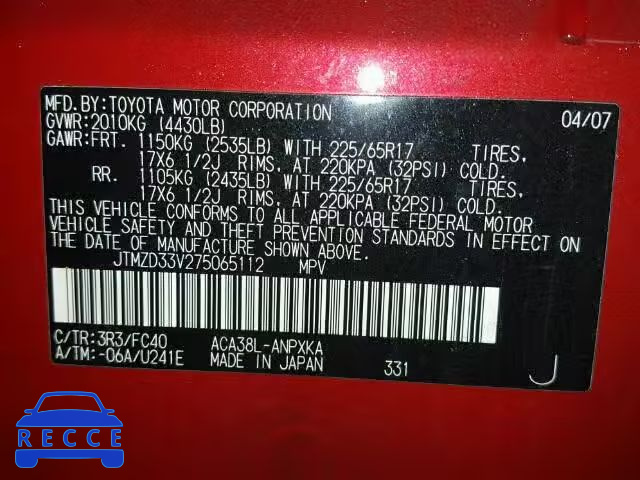 MFD.BY:TOYOTA MOTOR CORPORATION 04/07
GVWR:2010KG (4430LB)
GAWR:FRT. 1150KG (2535LB) WITH 225/65R17 TIRES,
17X6 1/2J RIMS, AT 220KPA (32PSI) COLD.
RR. 1105KG (2435LB) WITH 225/65R17 TIRES,
17X6 1/2J RIMS, AT 220KPA (32PSI) COLD.
THIS VEHICLE CONFORMS TO ALL APPLICABLE FEDERAL MOTOR
VEHICLE SAFETY AND THEFT PREVENTION STANDARDS IN EFFECT ON
THE DATE OF MANUFACTURE SHOWN ABOVE.
JTMZD33V275065112 MPV
C/TR:3R3/FC40 ACA38L-ANPXKA
A/TM:-06A/U241E MADE IN JAPAN 331 J
RECCE